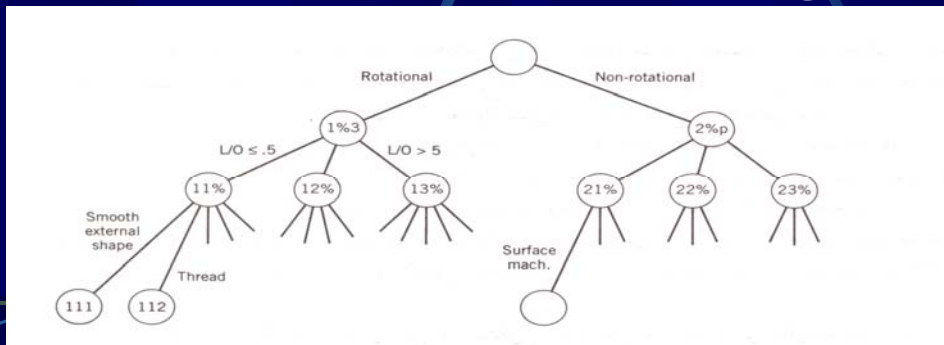 Rotational
Non-rotational
1%3
2%p
L/O ≤ .5
L/O > 5
11%
12%
13%
21%
22%
23%
Smooth
external
shape
Thread
Surface
mach.
111
112